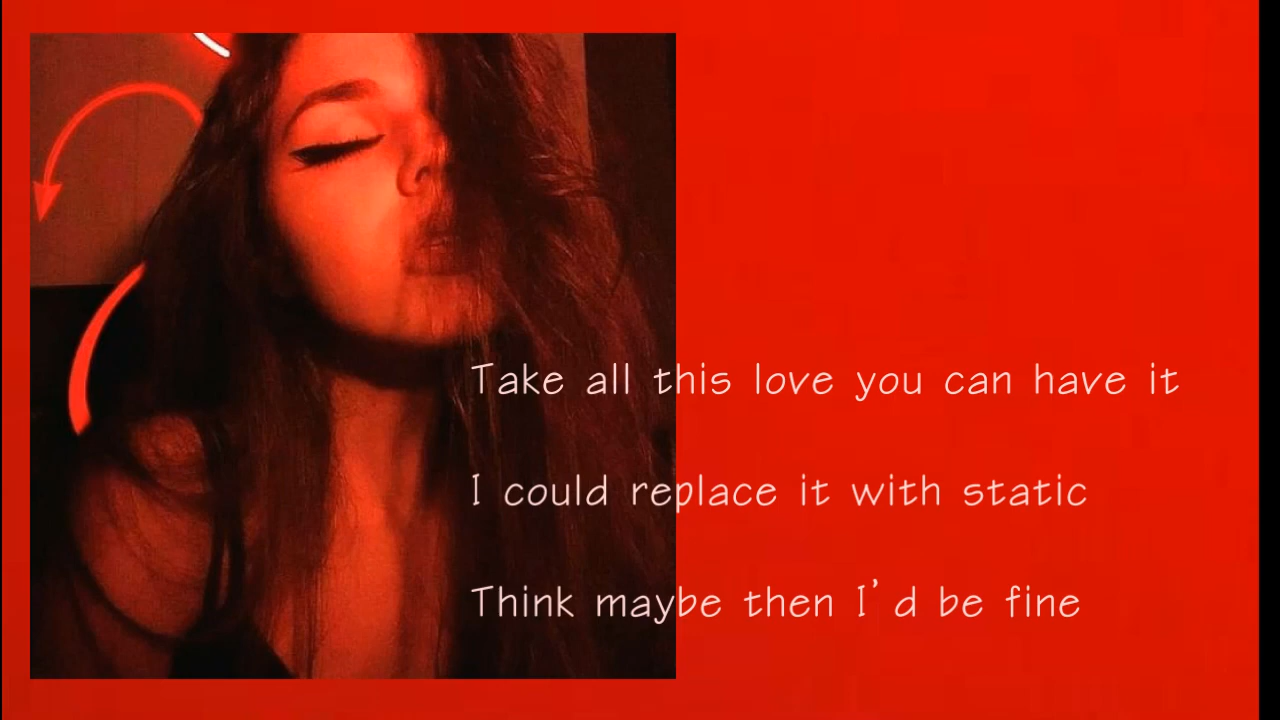 Take all this love you can have it
I could replace it with static
Think maybe then I'd be fine